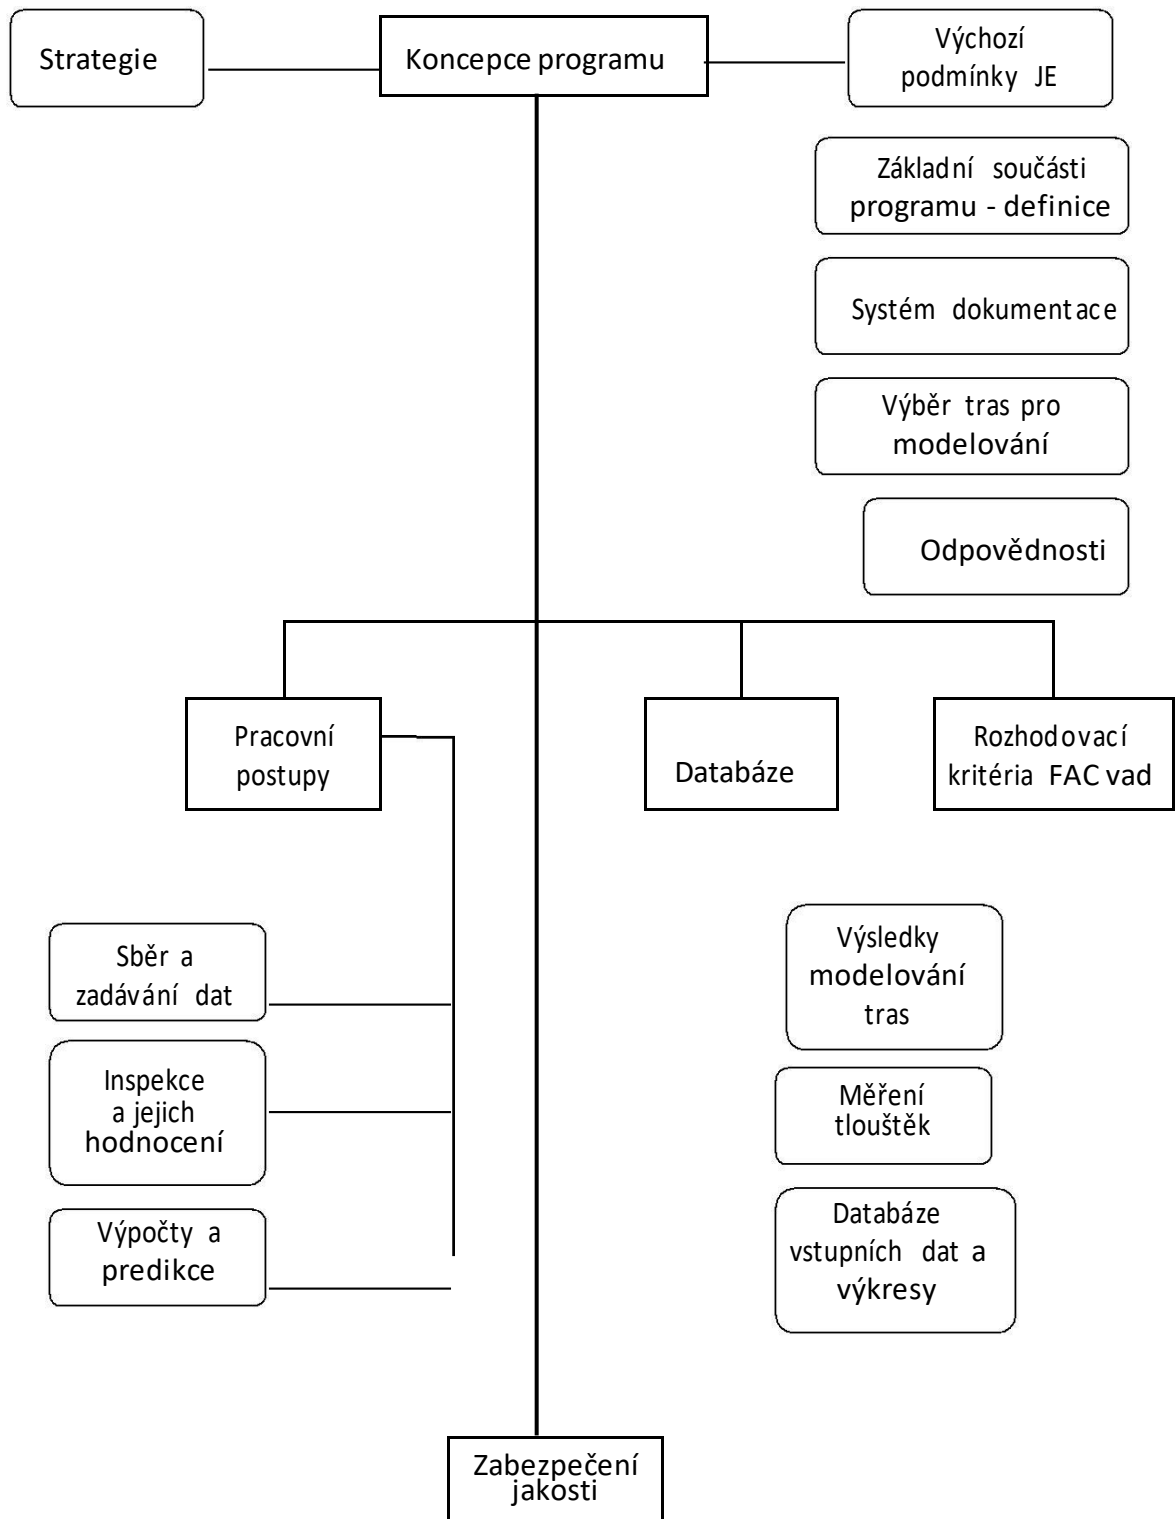 Strategie
Koncepce programu
Výchozí
podmínky JE
Základní součásti
programu - definice
Systém dokumentace
Výběr tras pro
modelování
Odpovědnosti
Pracovní
postupy
Databáze
Rozhodovací
kritéria FAC vad
Sběr a
zadávání dat
Inspekce
a jejich
hodnocení
Výpočty a
predikce
Výsledky
modelování
tras
Měření
tlouštěk
Databáze
vstupních dat a
výkresy
Zabezpečení
jakosti